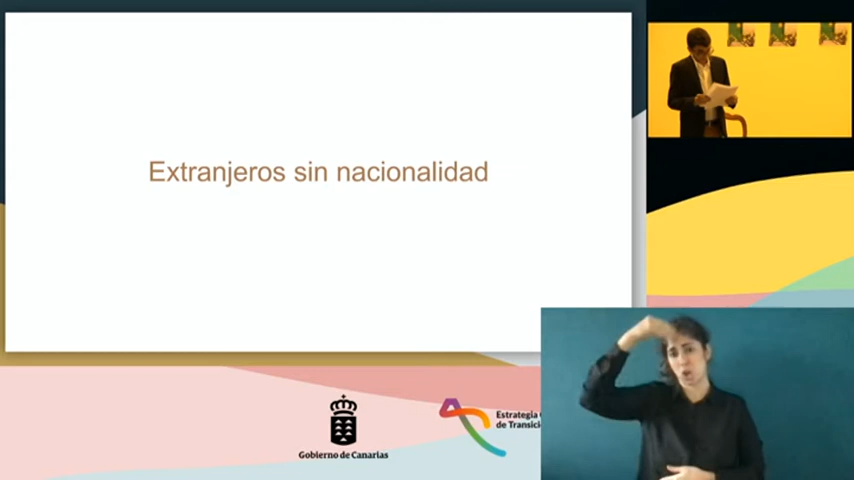 Extranjeros sin nacionalidad
Estrategia
de Transici
Gobierno de Canarias